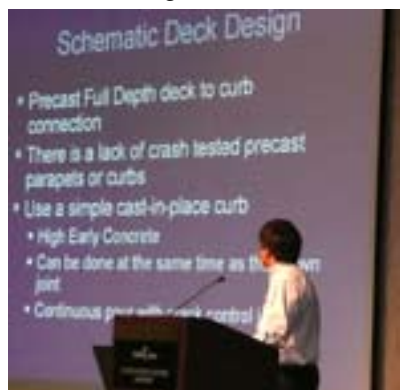 Schematic Deck Design
• Precast Full Depth deck to curb
connection
• There is a lack of crash tested precast
parapets or curbs
• Use a simple cast-in-place curb
• High Early Concrete
• Can be done at the same time as
joint
• Continuous pour with crack control